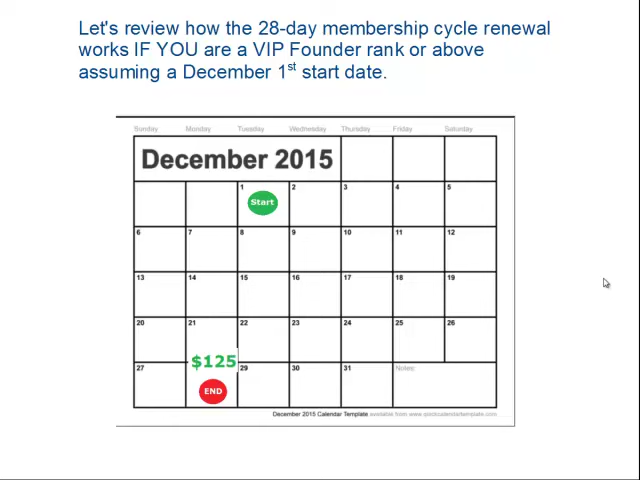 Let's review how the 28-day membership cycle renewal
works IF YOU are a VIP Founder rank or above
assuming a December 1st start date.
Sunday Monday Tuesday Wednesday Thursday Friday Saturday
December 2015
1 2 3 4 5
Start
6 7 8 9 10 11 12
13 14 15 16 17 18 19
20 21 22 23 24 25 26
$125
27 29 30 31 Notes:
END
December 2015 Calendar Template available from www.